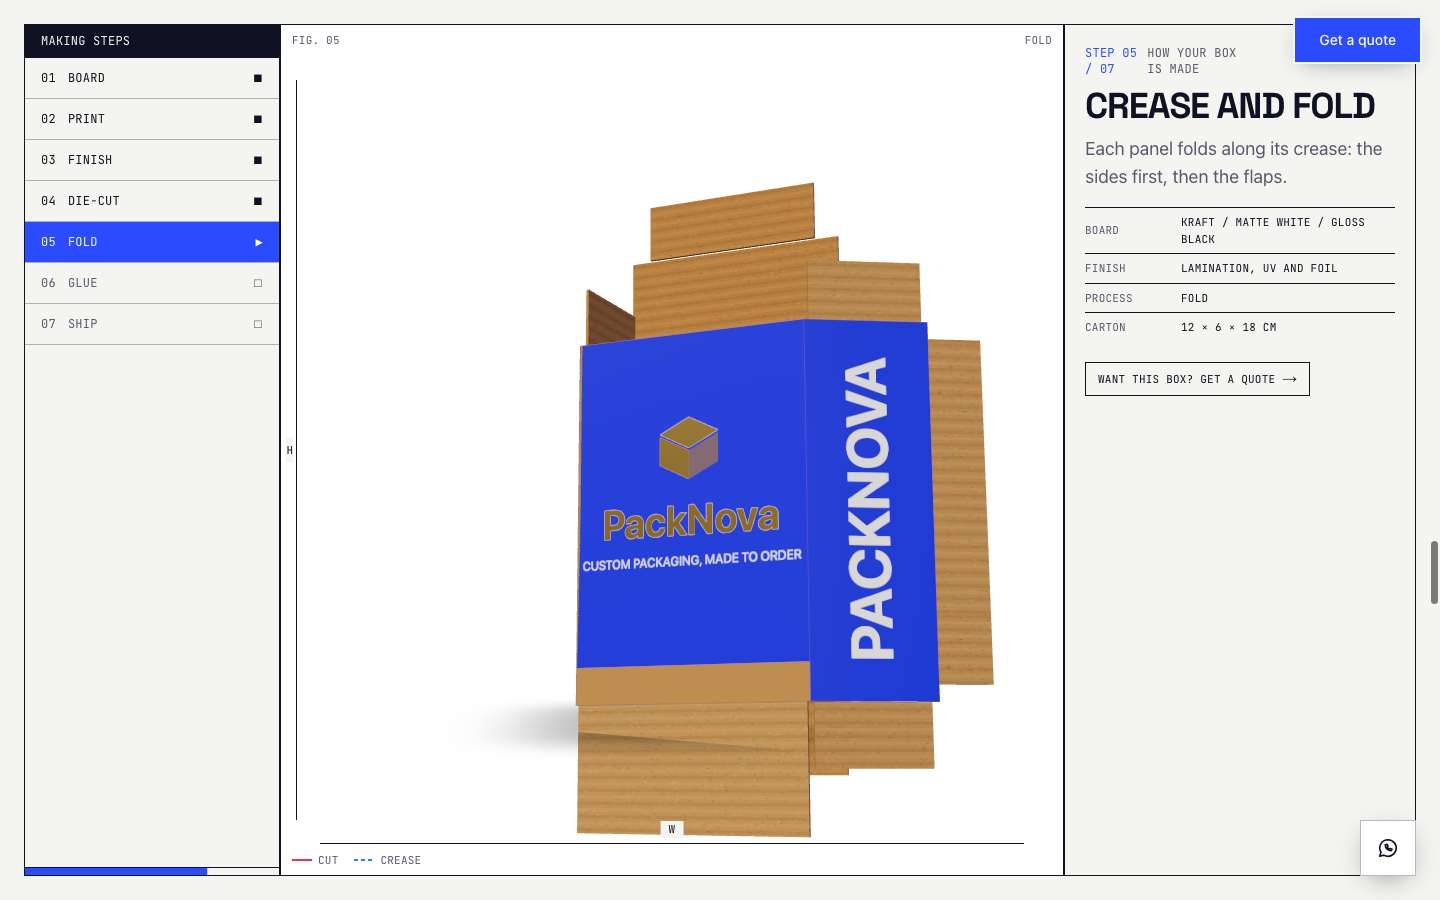 MAKING STEPS
01 BOARD
02 PRINT
03 FINISH
04 DIE-CUT
05 FOLD
06 GLUE
07 SHIP
FIG. 05
FOLD
H
PackNova
CUSTOM PACKAGING, MADE TO ORDER
PACKNOVA
W
CUT
CREASE
Get a quote
STEP 05 / 07
HOW YOUR BOX IS MADE
CREASE AND FOLD
Each panel folds along its crease: the
sides first, then the flaps.
BOARD KRAFT / MATTE WHITE / GLOSS
BLACK
FINISH LAMINATION, UV AND FOIL
PROCESS FOLD
CARTON 12 × 6 × 18 CM
WANT THIS BOX? GET A QUOTE →